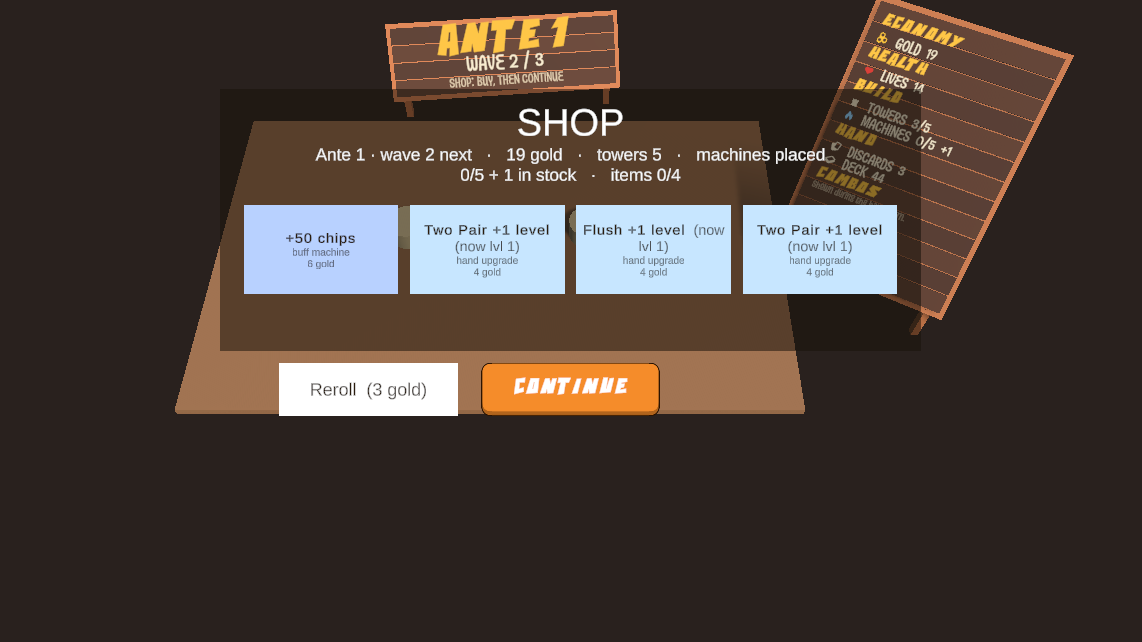 ANTE 1
WAVE 2 / 3
SHOP: BUY, THEN CONTINUE
ECONOMY
GOLD 19
HEALTH
LIVES 14
BUILD
TOWERS 3/5
MACHINES 0/5 +1
HAND
DISCARDS 3
DECK 44
COMBOS
SHOP
Ante 1 · wave 2 next · 19 gold · towers 5 · machines placed
0/5 + 1 in stock · items 0/4
+50 chips
buff machine
6 gold
Two Pair +1 level
(now lvl 1)
hand upgrade
4 gold
Flush +1 level (now
lvl 1)
hand upgrade
4 gold
Two Pair +1 level
(now lvl 1)
hand upgrade
4 gold
Reroll (3 gold)
CONTINUE